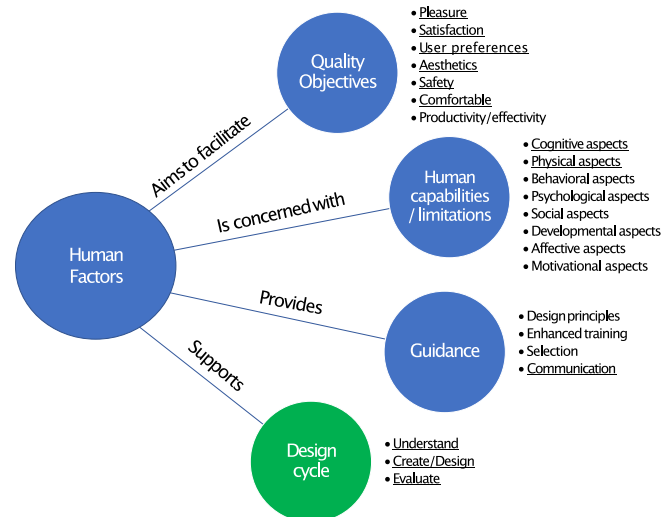 • Pleasure
• Satisfaction
• User preferences
• Aesthetics
• Safety
• Comfortable
• Productivity/effectivity
Quality
Objectives
Aims to facilitate
• Cognitive aspects
• Physical aspects
• Behavioral aspects
• Psychological aspects
• Social aspects
• Developmental aspects
• Affective aspects
• Motivational aspects
Human
capabilities
/ limitations
Is concerned with
Human
Factors
Provides
Guidance
• Design principles
• Enhanced training
• Selection
• Communication
Supports
Design
cycle
• Understand
• Create/Design
• Evaluate